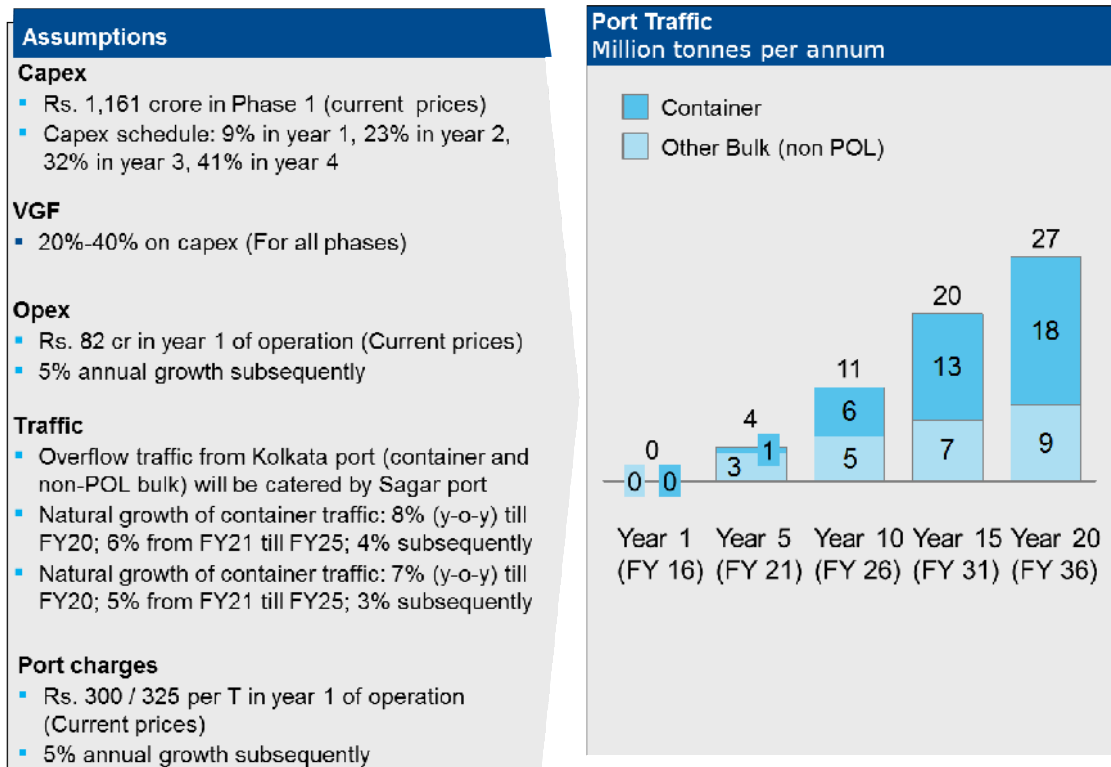 Assumptions
Capex
▪ Rs. 1,161 crore in Phase 1 (current prices)
▪ Capex schedule: 9% in year 1, 23% in year 2,
32% in year 3, 41% in year 4
VGF
▪ 20%-40% on capex (For all phases)
Opex
▪ Rs. 82 cr in year 1 of operation (Current prices)
▪ 5% annual growth subsequently
Traffic
▪ Overflow traffic from Kolkata port (container and
non-POL bulk) will be catered by Sagar port
▪ Natural growth of container traffic: 8% (y-o-y) till
FY20; 6% from FY21 till FY25; 4% subsequently
▪ Natural growth of container traffic: 7% (y-o-y) till
FY20; 5% from FY21 till FY25; 3% subsequently
Port charges
▪ Rs. 300 / 325 per T in year 1 of operation
(Current prices)
▪ 5% annual growth subsequently
Port Traffic
Million tonnes per annum
Container
Other Bulk (non POL)
27
20
18
13
11
6
4
1
0
0 0 3 5 7 9
Year 1 Year 5 Year 10 Year 15 Year 20
(FY 16) (FY 21) (FY 26) (FY 31) (FY 36)